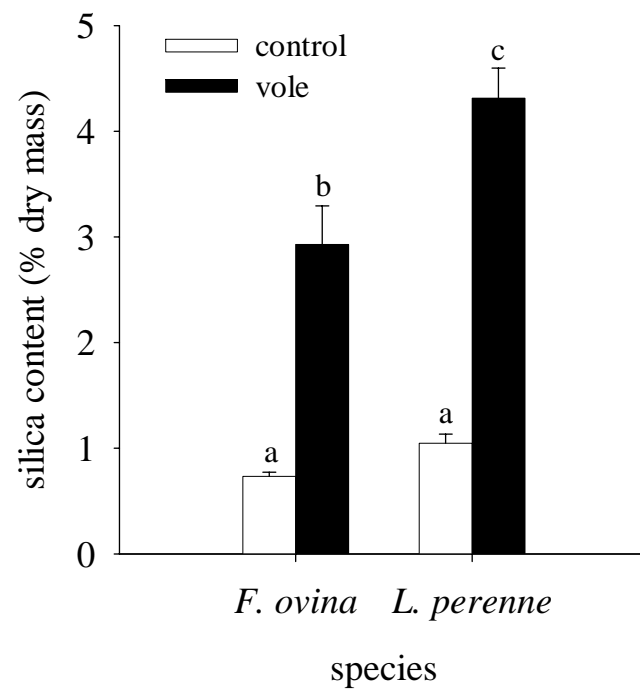 5
control
vole
c
4
b
3
2
a
a
1
0
silica content (% dry mass)
F. ovina L. perenne
species